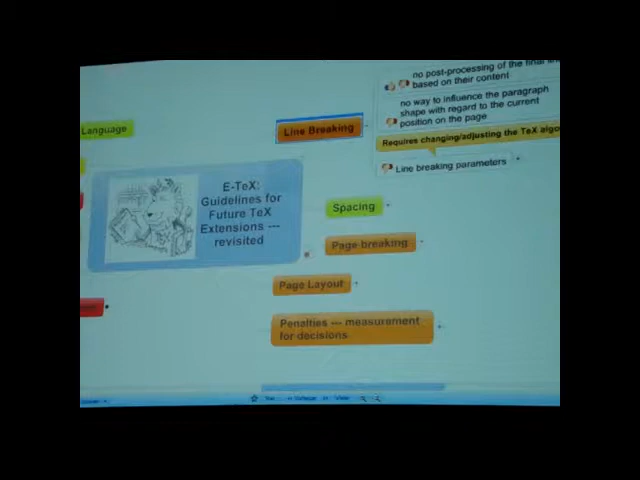 no post-processing of the final
based on their content
no way to influence the paragraph
shape with regard to the current
position on the page
Requires changing/adjusting the TeX algo
Line breaking parameters
Line Breaking
Language
E-TeX:
Guidelines for
Future TeX
Extensions ---
revisited
Spacing
Page breaking
Page Layout
Penalties --- measurement
for decisions